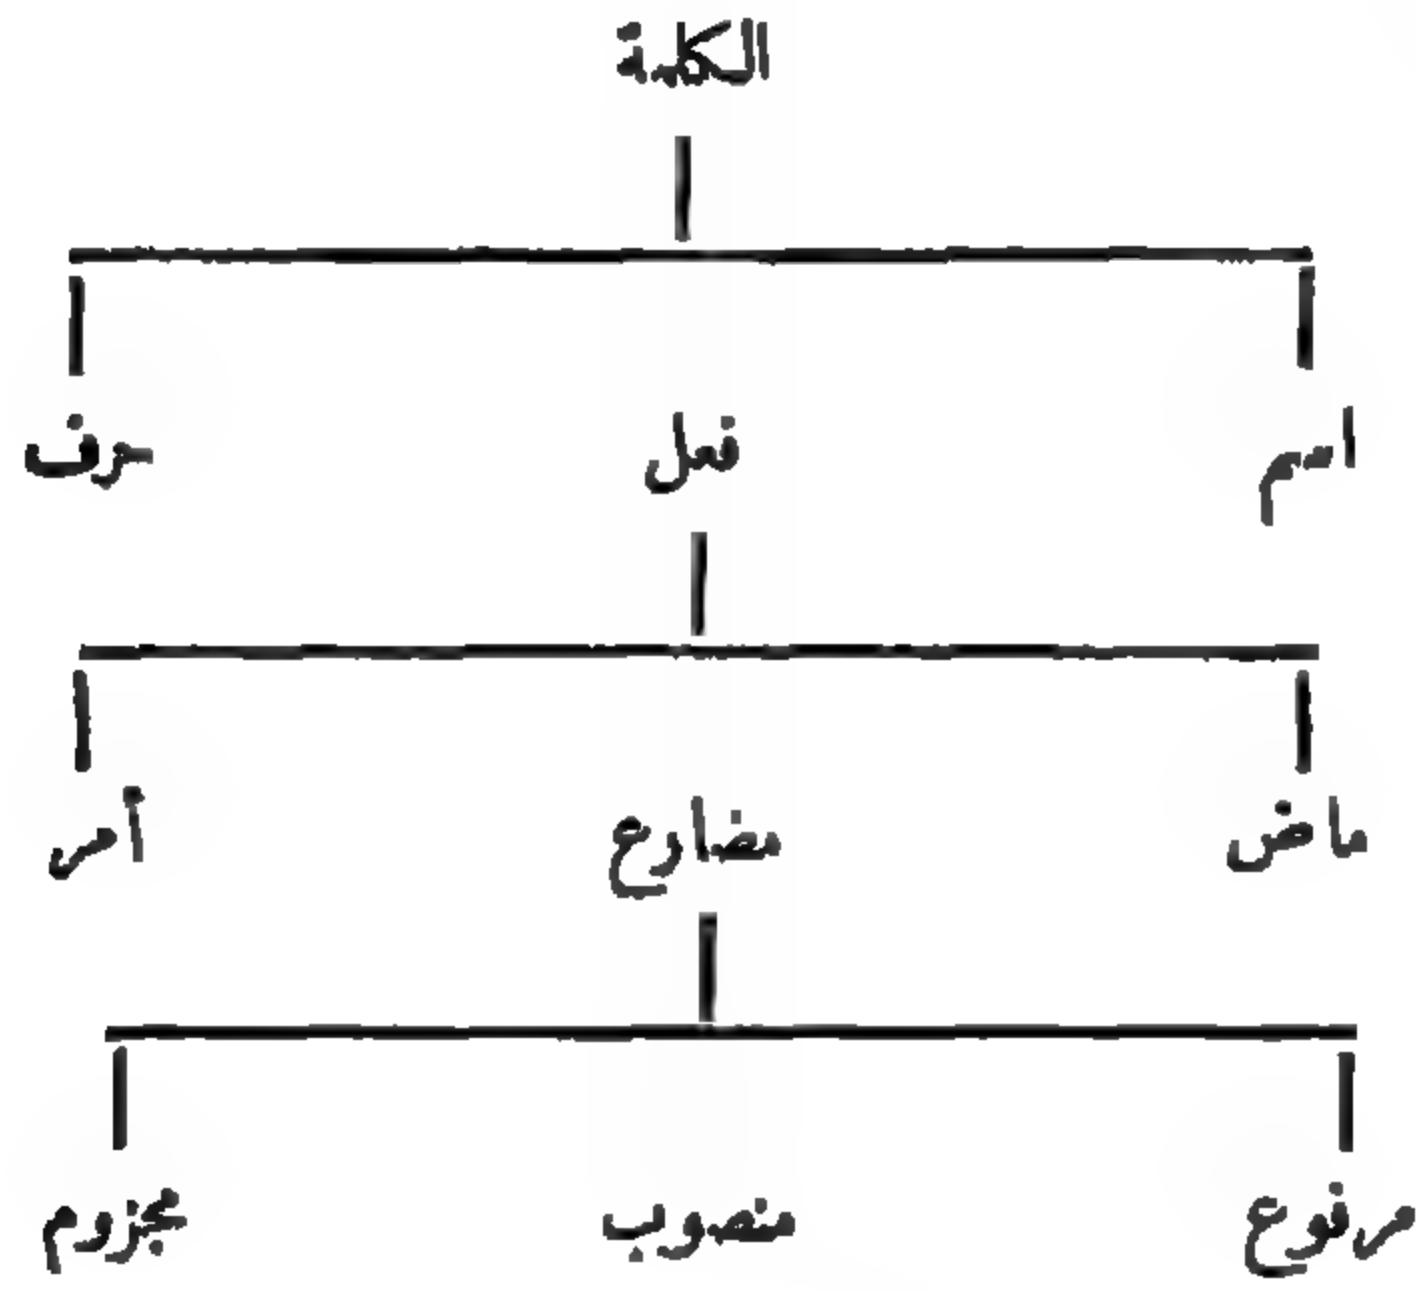 الكلمة
اسم فعل حرف
ماض مضارع أمر
مرفوع منصوب مجزوم